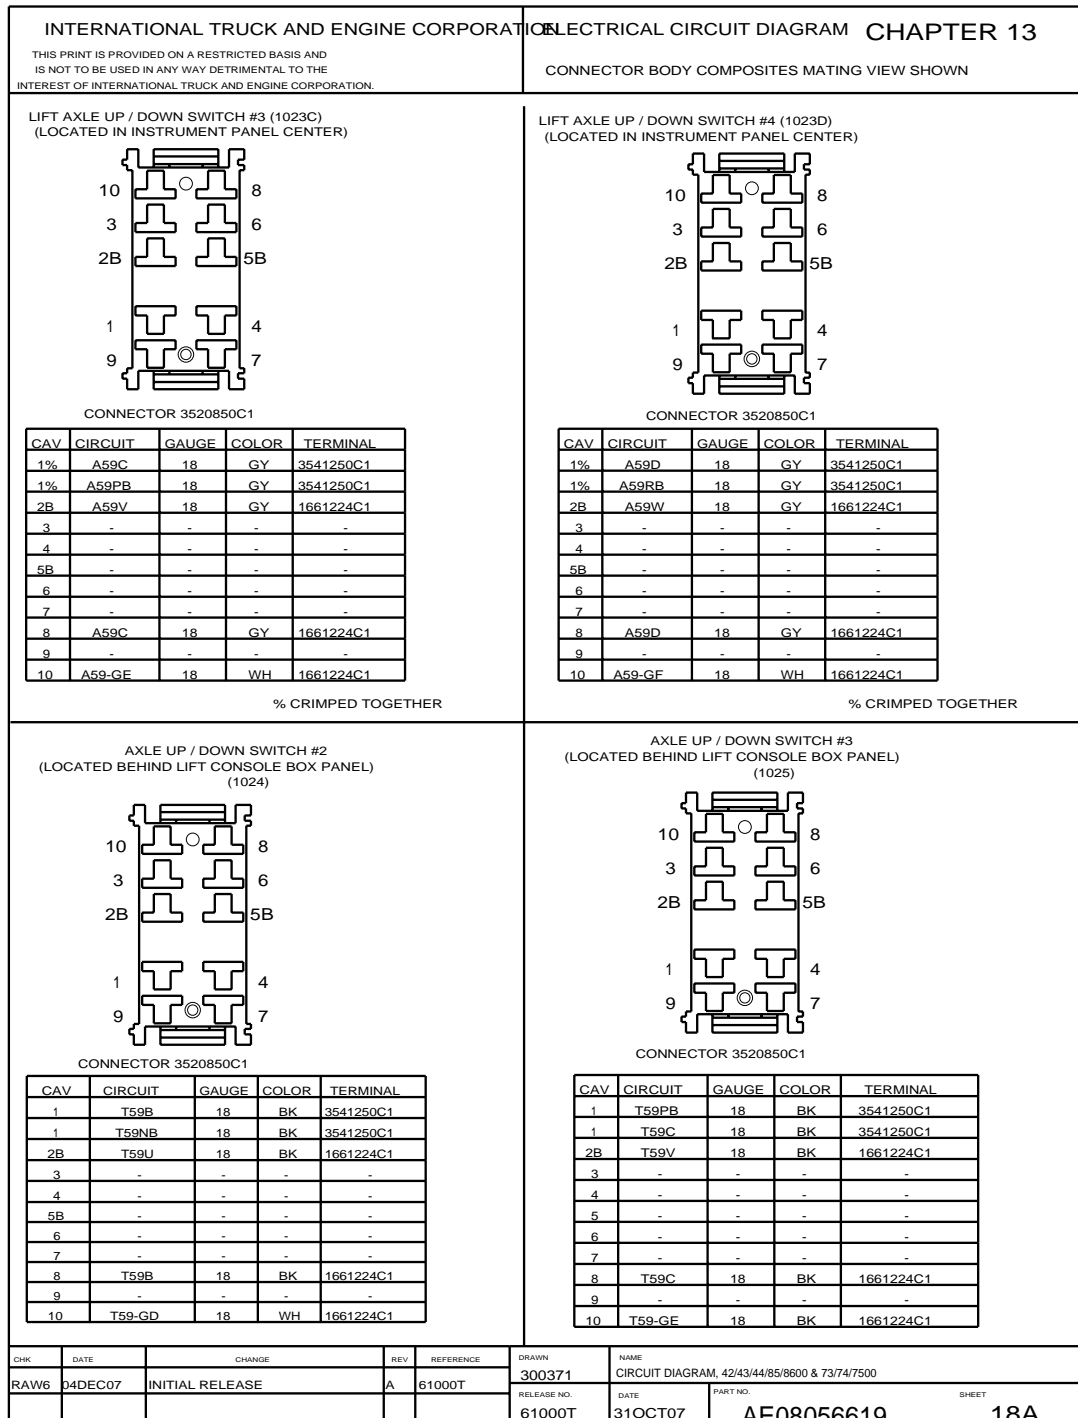 INTERNATIONAL TRUCK AND ENGINE CORPORATION
THIS PRINT IS PROVIDED ON A RESTRICTED BASIS AND
IS NOT TO BE USED IN ANY WAY DETRIMENTAL TO THE
INTEREST OF INTERNATIONAL TRUCK AND ENGINE CORPORATION.
ELECTRICAL CIRCUIT DIAGRAM CHAPTER 13
CONNECTOR BODY COMPOSITES MATING VIEW SHOWN
LIFT AXLE UP / DOWN SWITCH #3 (1023C)
(LOCATED IN INSTRUMENT PANEL CENTER)
10 8
3 6
2B 5B
1 4
9 7
CONNECTOR 3520850C1
CAV CIRCUIT GAUGE COLOR TERMINAL
1% A59C 18 GY 3541250C1
1% A59PB 18 GY 3541250C1
2B A59V 18 GY 1661224C1
3 - - - -
4 - - - -
5B - - - -
6 - - - -
7 - - - -
8 A59C 18 GY 1661224C1
9 - - - -
10 A59-GE 18 WH 1661224C1
% CRIMPED TOGETHER
LIFT AXLE UP / DOWN SWITCH #4 (1023D)
(LOCATED IN INSTRUMENT PANEL CENTER)
10 8
3 6
2B 5B
1 4
9 7
CONNECTOR 3520850C1
CAV CIRCUIT GAUGE COLOR TERMINAL
1% A59D 18 GY 3541250C1
1% A59RB 18 GY 3541250C1
2B A59W 18 GY 1661224C1
3 - - - -
4 - - - -
5B - - - -
6 - - - -
7 - - - -
8 A59D 18 GY 1661224C1
9 - - - -
10 A59-GF 18 WH 1661224C1
% CRIMPED TOGETHER
AXLE UP / DOWN SWITCH #2
(LOCATED BEHIND LIFT CONSOLE BOX PANEL)
(1024)
10 8
3 6
2B 5B
1 4
9 7
CONNECTOR 3520850C1
CAV CIRCUIT GAUGE COLOR TERMINAL
1 T59B 18 BK 3541250C1
1 T59NB 18 BK 3541250C1
2B T59U 18 BK 1661224C1
3 - - - -
4 - - - -
5B - - - -
6 - - - -
7 - - - -
8 T59B 18 BK 1661224C1
9 - - - -
10 T59-GD 18 WH 1661224C1
AXLE UP / DOWN SWITCH #3
(LOCATED BEHIND LIFT CONSOLE BOX PANEL)
(1025)
10 8
3 6
2B 5B
1 4
9 7
CONNECTOR 3520850C1
CAV CIRCUIT GAUGE COLOR TERMINAL
1 T59PB 18 BK 3541250C1
1 T59C 18 BK 3541250C1
2B T59V 18 BK 1661224C1
3 - - - -
4 - - - -
5 - - - -
6 - - - -
7 - - - -
8 T59C 18 BK 1661224C1
9 - - - -
10 T59-GE 18 BK 1661224C1
CHK DATE CHANGE REV REFERENCE
RAW6 04DEC07 INITIAL RELEASE A 61000T
DRAWN NAME
300371 CIRCUIT DIAGRAM, 42/43/44/85/8600 & 73/74/7500
RELEASE NO. DATE PART NO. SHEET
61000T 31OCT07 AE08056619 18A